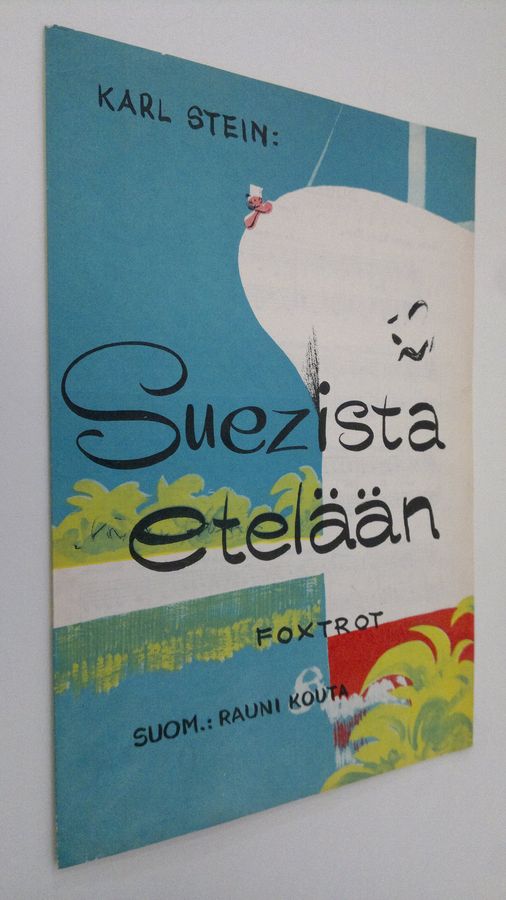 KARL STEIN:
Suezista
etelään
FOXTROT
SUOM.: RAUNI KOUTA